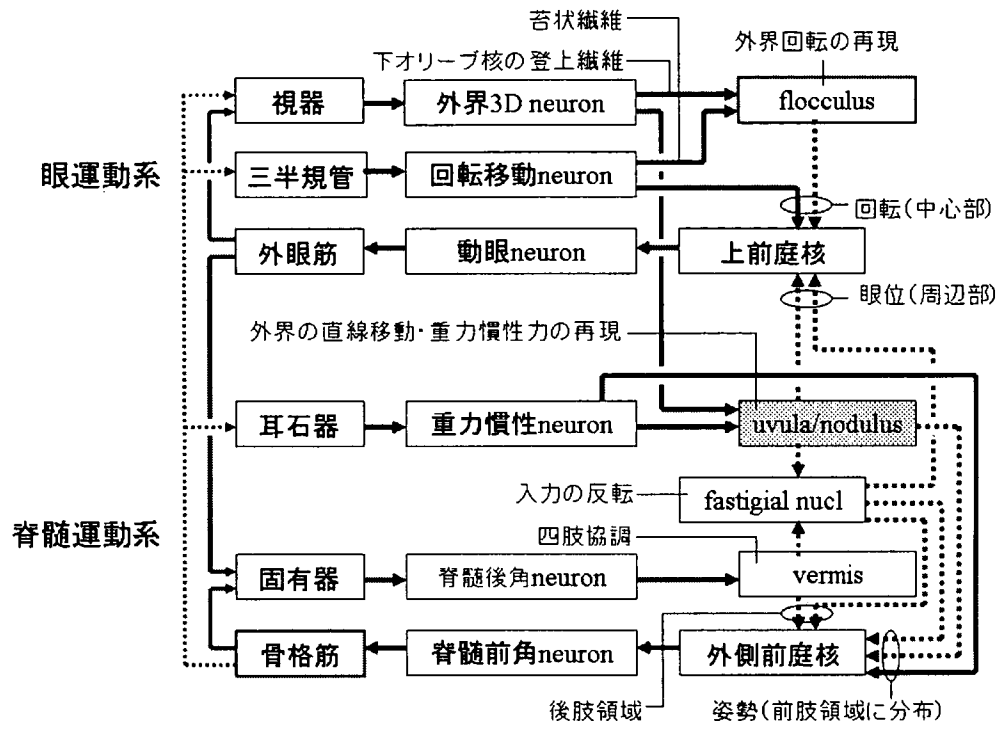 苔状繊維
下オリーブ核の登上繊維
外界回転の再現
視器
外界3D neuron
flocculus
眼運動系
三半規管
回転移動neuron
回転(中心部)
外眼筋
動眼neuron
上前庭核
眼位(周辺部)
外界の直線移動・重力慣性力の再現
耳石器
重力慣性neuron
uvula/nodulus
入力の反転
fastigial nucl
脊髄運動系
四肢協調
固有器
脊髄後角neuron
vermis
骨格筋
脊髄前角neuron
外側前庭核
後肢領域
姿勢(前肢領域に分布)